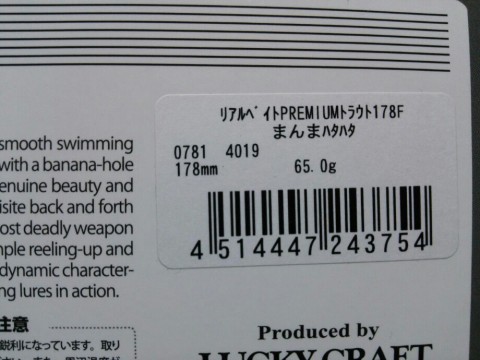 smooth swimming
with a banana-hole
enuine beauty and
isite back and forth
ost deadly weapon
ple reeling-up and
dynamic character-
ng lures in action.
注意
鋭利になっています。取り
ﾘｱﾙﾍﾞｲﾄPREMIUMﾄﾗｳﾄ178F
まんまﾊﾀﾊﾀ
0781 4019
178mm 65.0g
4 514447 243754
Produced by
LUCKY CRAFT